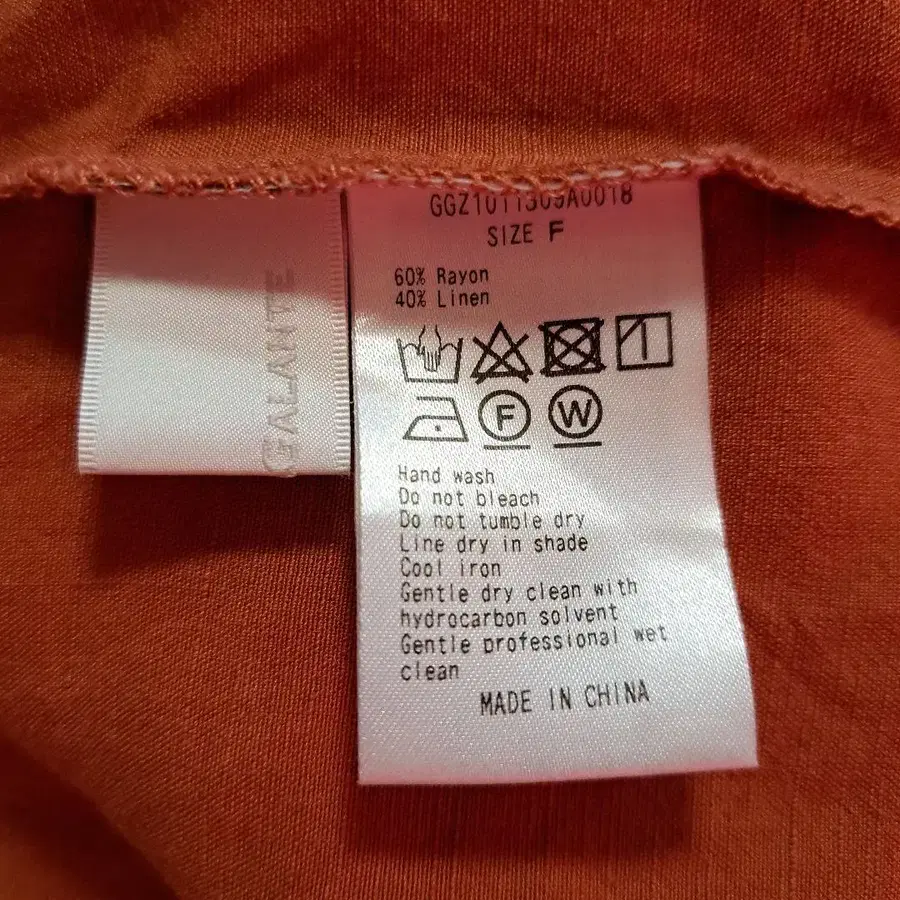 GALANTE
GGZ1011309A0018
SIZE F
60% Rayon
40% Linen
F W
Hand wash
Do not bleach
Do not tumble dry
Line dry in shade
Cool iron
Gentle dry clean with
hydrocarbon solvent
Gentle professional wet
clean
MADE IN CHINA